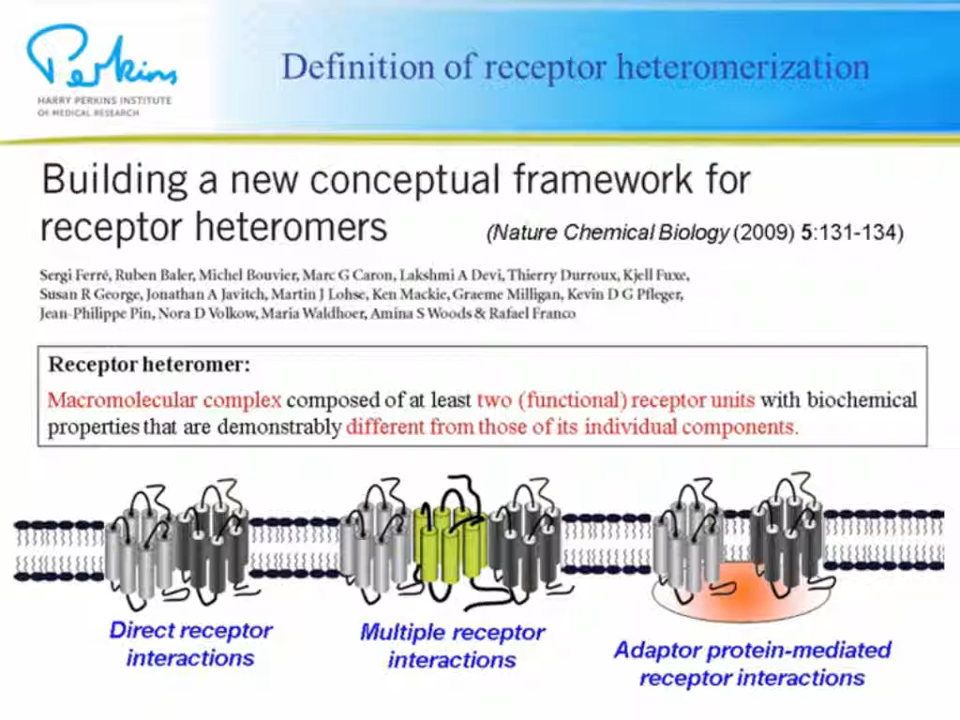 Perkins
HARRY PERKINS INSTITUTE
OF MEDICAL RESEARCH
Definition of receptor heteromerization
Building a new conceptual framework for
receptor heteromers
(Nature Chemical Biology (2009) 5:131-134)
Sergi Ferré, Ruben Baler, Michel Bouvier, Marc G Caron, Lakshmi A Devi, Thierry Durroux, Kjell Fuxe,
Susan R George, Jonathan A Javitch, Martin J Lohse, Ken Mackie, Graeme Milligan, Kevin D G Pfleger,
Jean-Philippe Pin, Nora D Volkow, Maria Waldhoer, Amina S Woods & Rafael Franco
Receptor heteromer:
Macromolecular complex composed of at least two (functional) receptor units with biochemical
properties that are demonstrably different from those of its individual components.
Direct receptor
interactions
Multiple receptor
interactions
Adaptor protein-mediated
receptor interactions